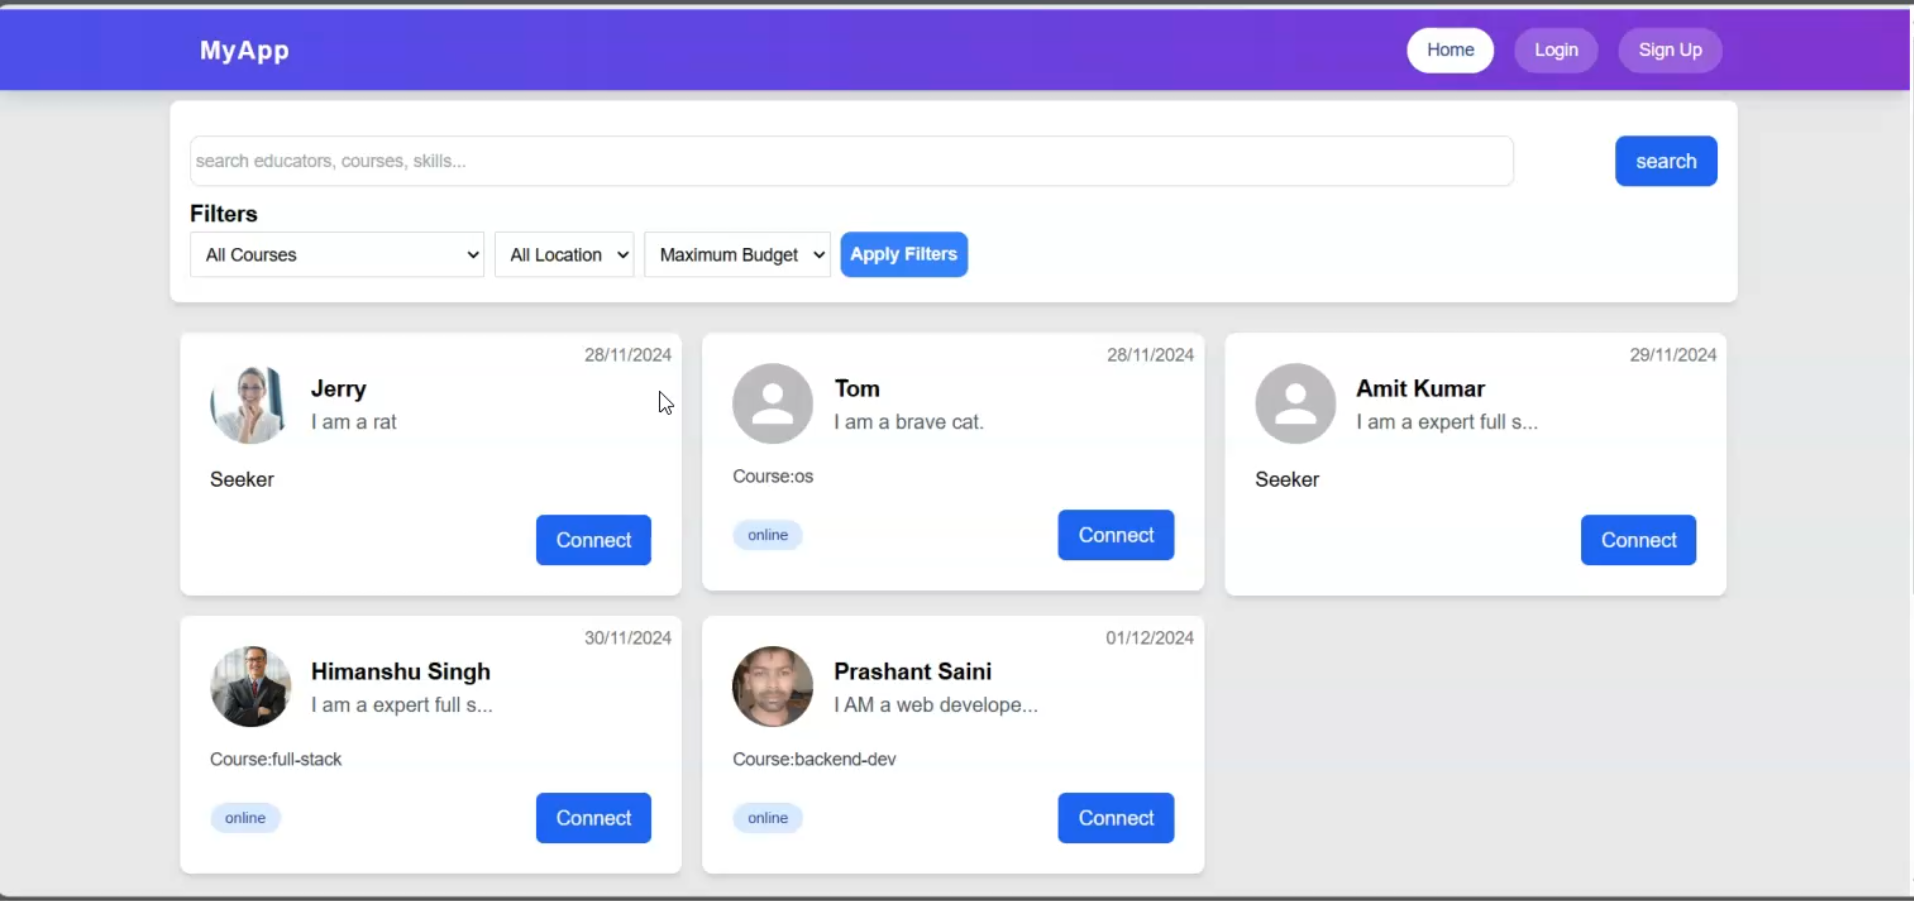 MyApp
Home Login Sign Up
search educators, courses, skills...
search
Filters
All Courses All Location Maximum Budget Apply Filters
28/11/2024
Jerry
I am a rat
Seeker
Connect
28/11/2024
Tom
I am a brave cat.
Course:os
online Connect
29/11/2024
Amit Kumar
I am a expert full s...
Seeker
Connect
30/11/2024
Himanshu Singh
I am a expert full s...
Course:full-stack
online Connect
01/12/2024
Prashant Saini
I AM a web develope...
Course:backend-dev
online Connect